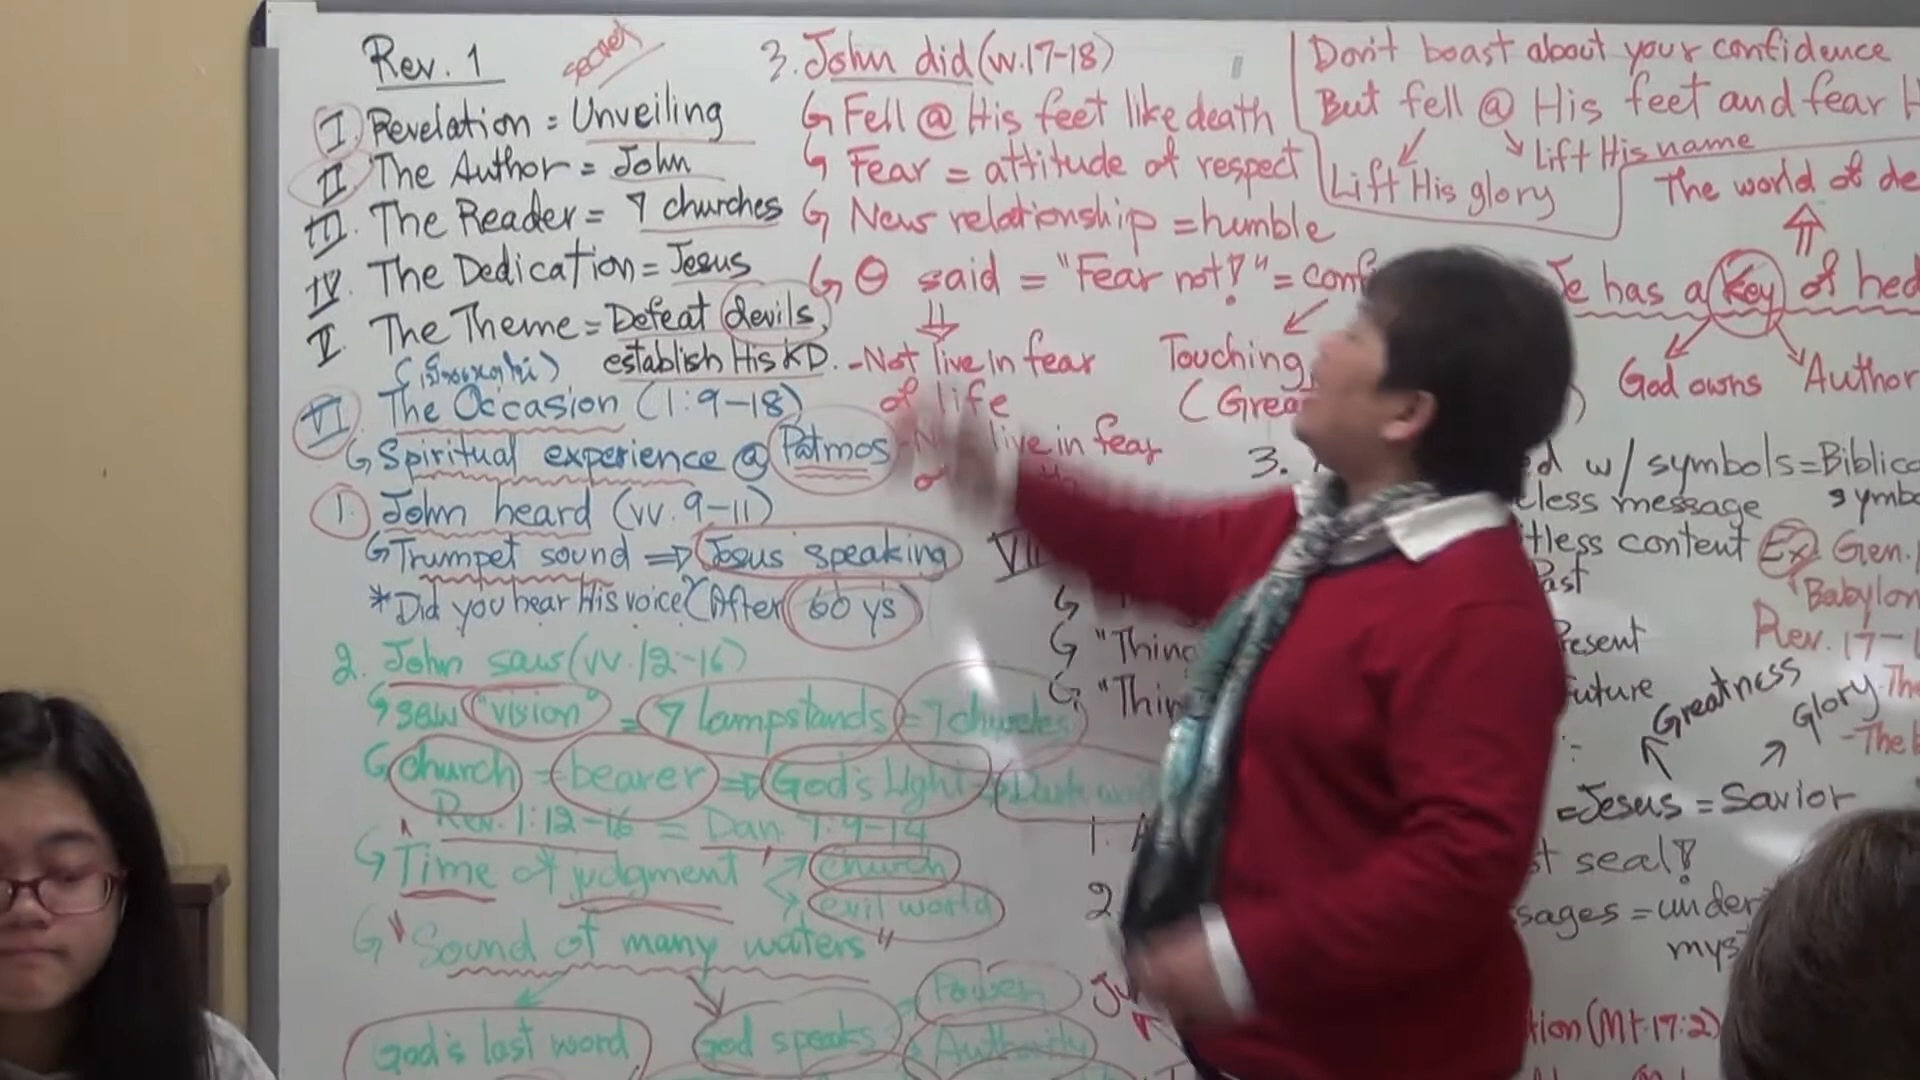 Rev. 1
secret
I. Revelation = Unveiling
II. The Author = John
III. The Reader = 7 churches
IV. The Dedication = Jesus
V. The Theme = Defeat devils,
establish His KD.
VI. The Occasion (1:9-18)
Spiritual experience @ Patmos
1. John heard (vv. 9-11)
Trumpet sound ⇒ Jesus speaking
*Did you hear His voice? (After 60 ys)
2. John saw (vv. 12-16)
saw "vision" = 7 lampstands = 7 churches
church = bearer ⇒ God's Light
Rev. 1:12-16 = Dan. 7:9-14
Time of judgment
church
evil world
"Sound of many waters"
God's last word
God speaks
Power
Authority
3. John did (vv. 17-18)
Fell @ His feet like death
Fear = attitude of respect
New relationship = humble
Θ said = "Fear not!" = conf
-Not live in fear
of life
live in fear
Touching
(Grea
VII
"Thing
"Thin
1. A
2.
Don't boast about your confidence
But fell @ His feet and fear H
Lift His name
Lift His glory
The world of de
He has a key of hed
God owns
Author
3.
d w/ symbols = Biblica
less message
symbo
tless content
Ex Gen.
Past
"Babylon
Rev. 17-
Present
Future
Greatness
Glory
-The
= Jesus = Savior
st seal!
sages = under
mys
tion (Mt. 17:2)